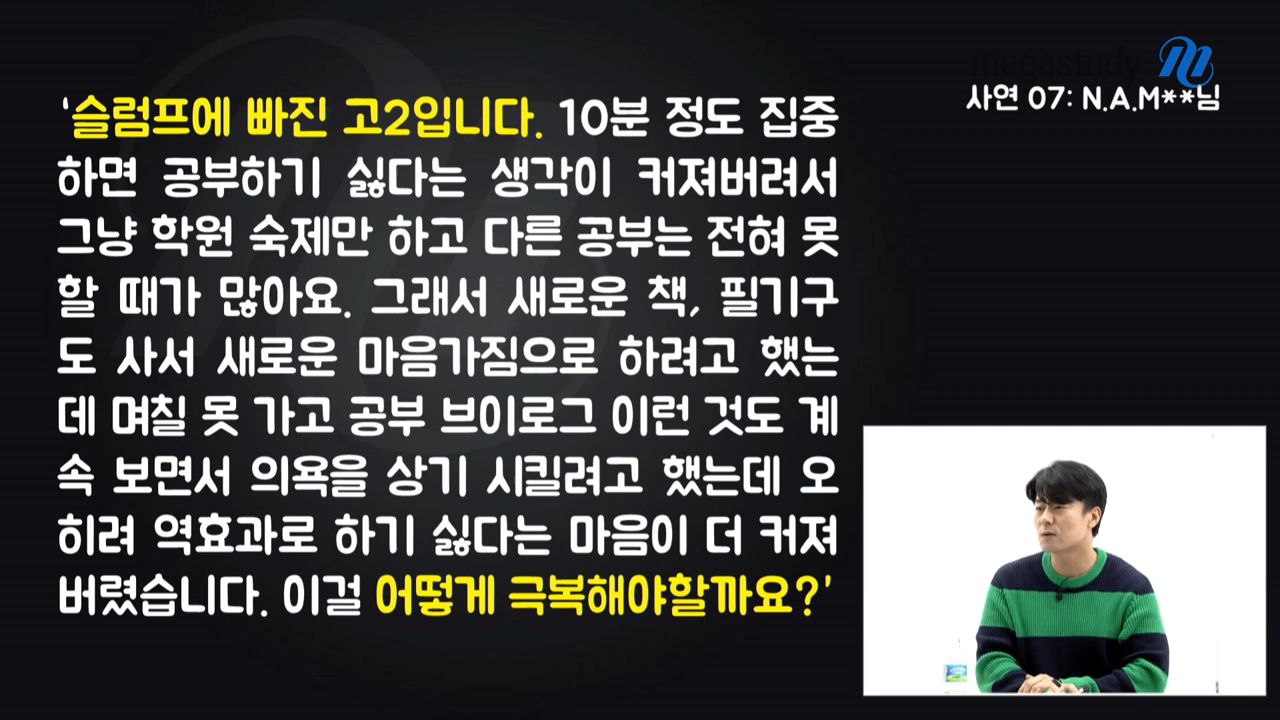 megastudy
사연 07: N.A.M**님
‘슬럼프에 빠진 고2입니다. 10분 정도 집중
하면 공부하기 싫다는 생각이 커져버려서
그냥 학원 숙제만 하고 다른 공부는 전혀 못
할 때가 많아요. 그래서 새로운 책, 필기구
도 사서 새로운 마음가짐으로 하려고 했는
데 며칠 못 가고 공부 브이로그 이런 것도 계
속 보면서 의욕을 상기 시킬려고 했는데 오
히려 역효과로 하기 싫다는 마음이 더 커져
버렸습니다. 이걸 어떻게 극복해야할까요?’